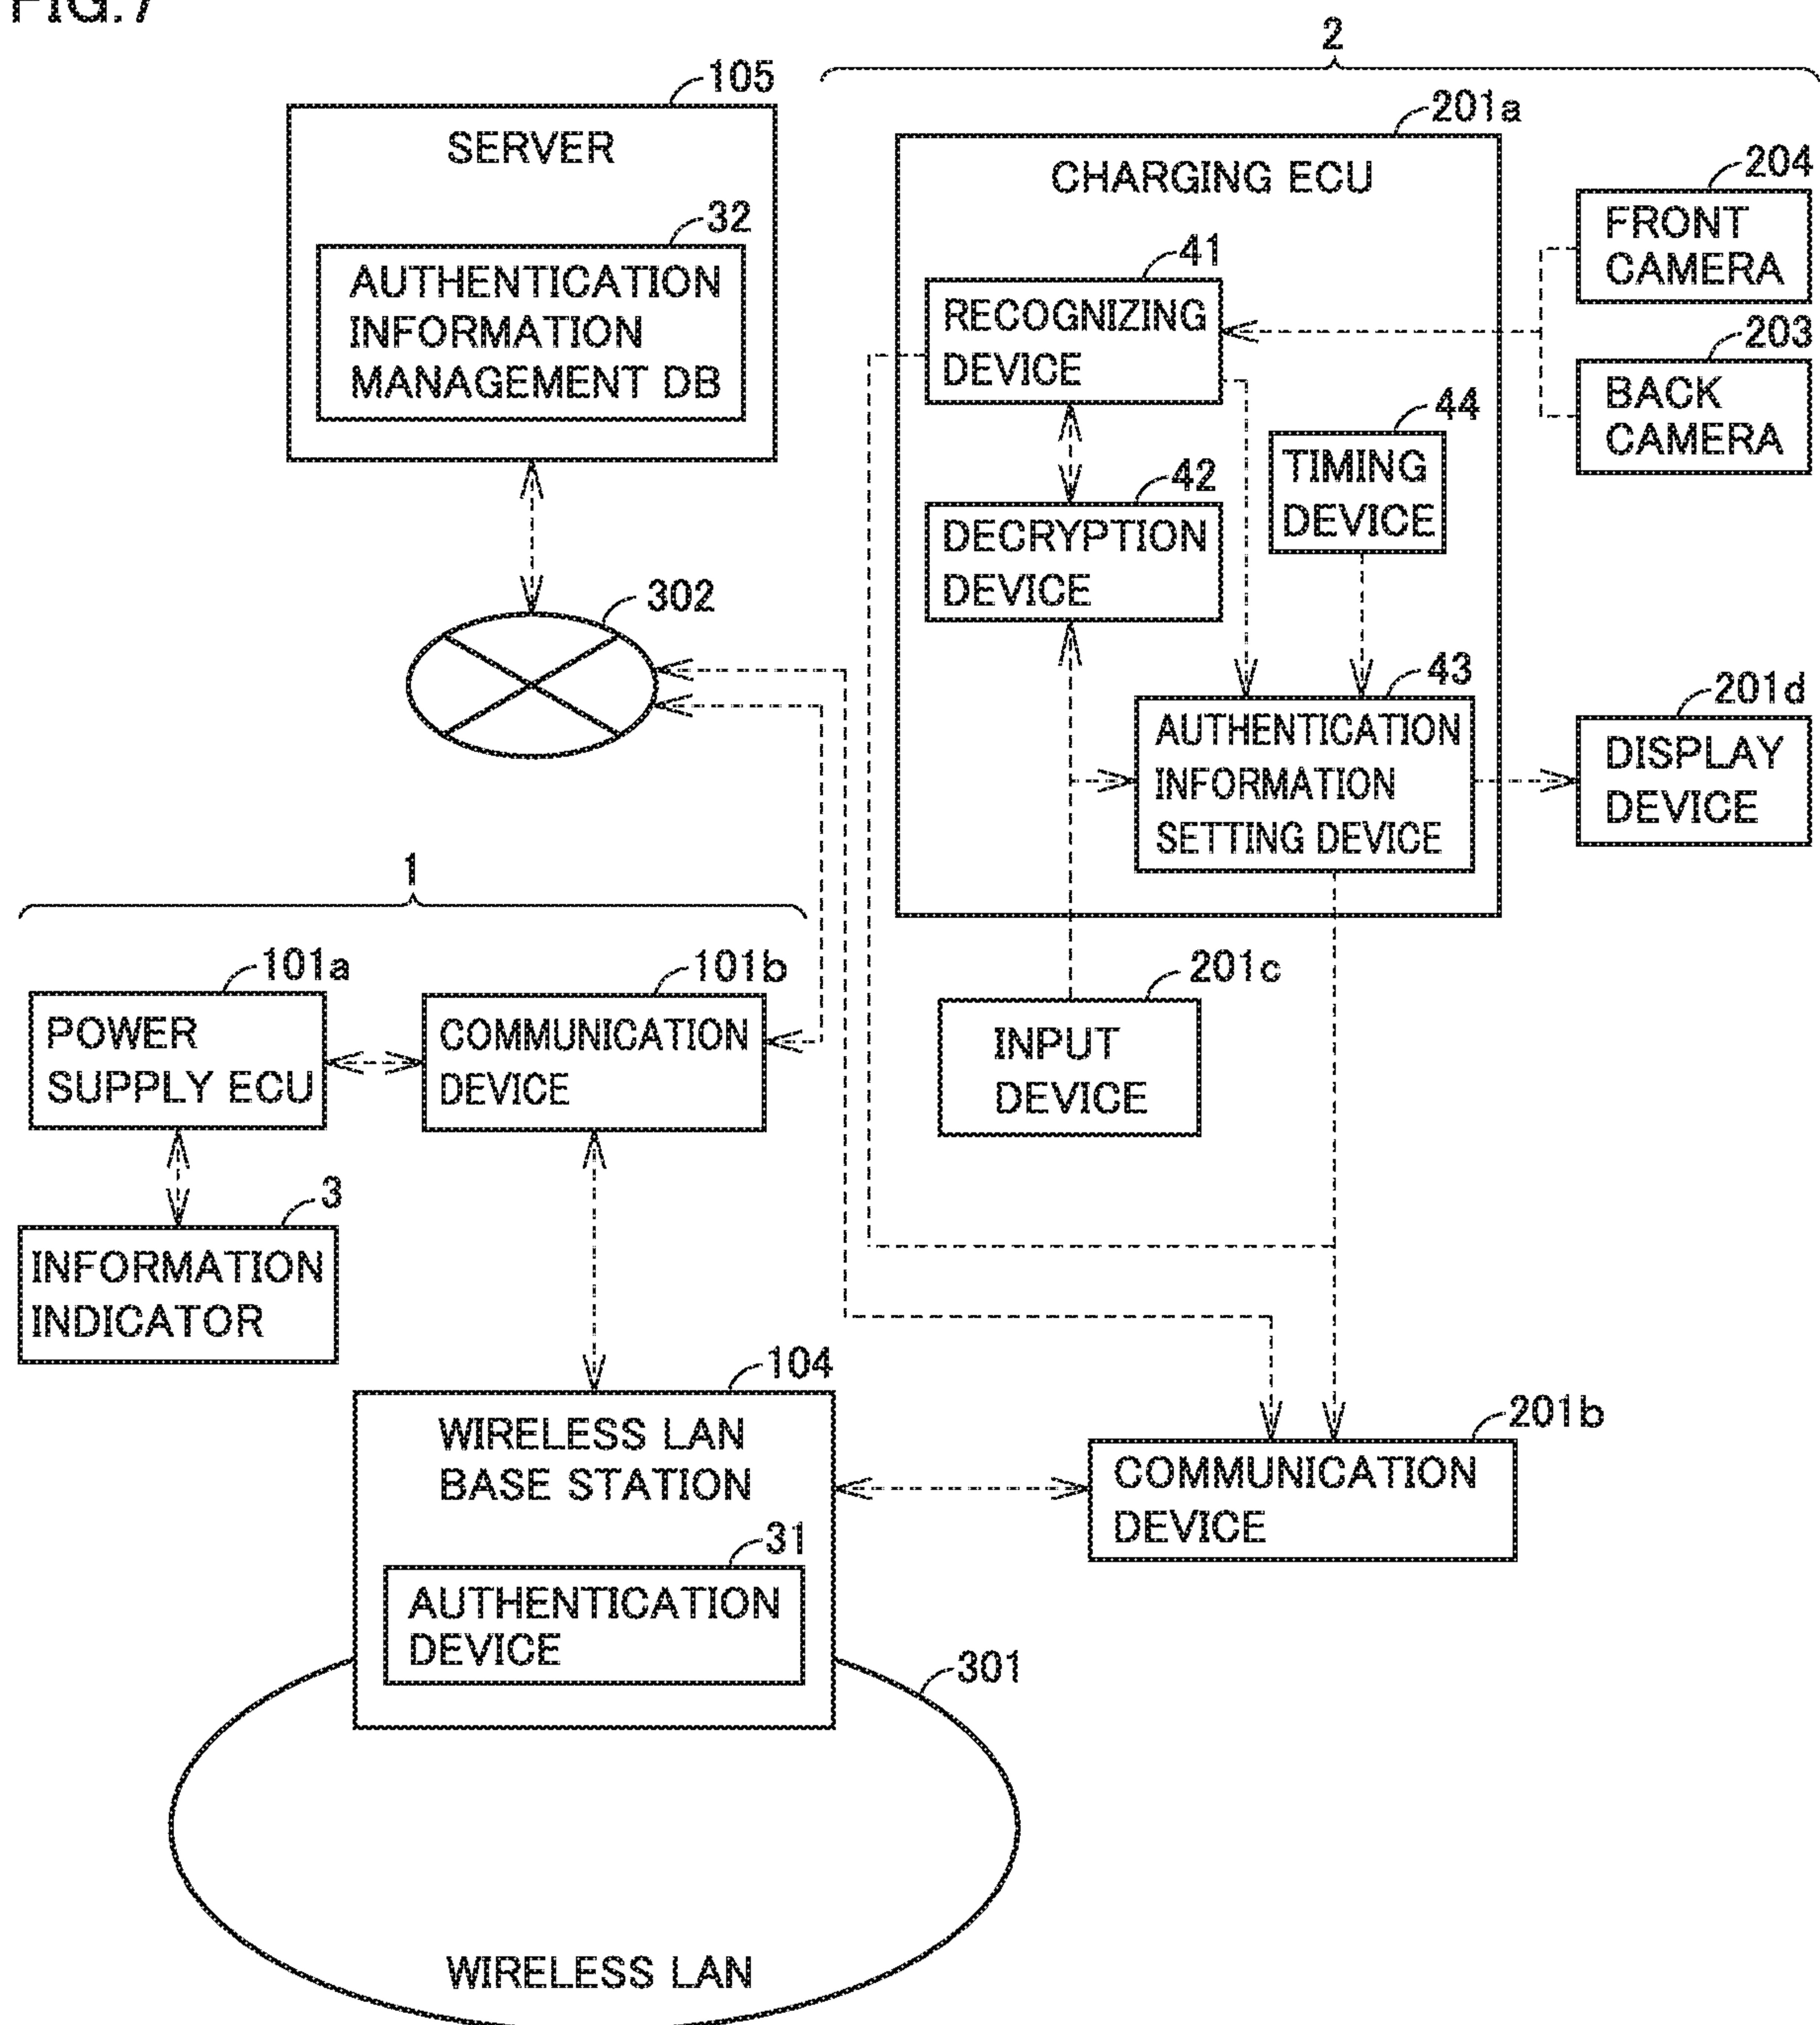 FIG.7
2
105
SERVER
32
AUTHENTICATION
INFORMATION
MANAGEMENT DB
201a
CHARGING ECU
204
FRONT
CAMERA
203
BACK
CAMERA
41
RECOGNIZING
DEVICE
44
TIMING
DEVICE
42
DECRYPTION
DEVICE
302
43
AUTHENTICATION
INFORMATION
SETTING DEVICE
201d
DISPLAY
DEVICE
1
101a
POWER
SUPPLY ECU
101b
COMMUNICATION
DEVICE
201c
INPUT
DEVICE
3
INFORMATION
INDICATOR
104
WIRELESS LAN
BASE STATION
201b
COMMUNICATION
DEVICE
31
AUTHENTICATION
DEVICE
301
WIRELESS LAN